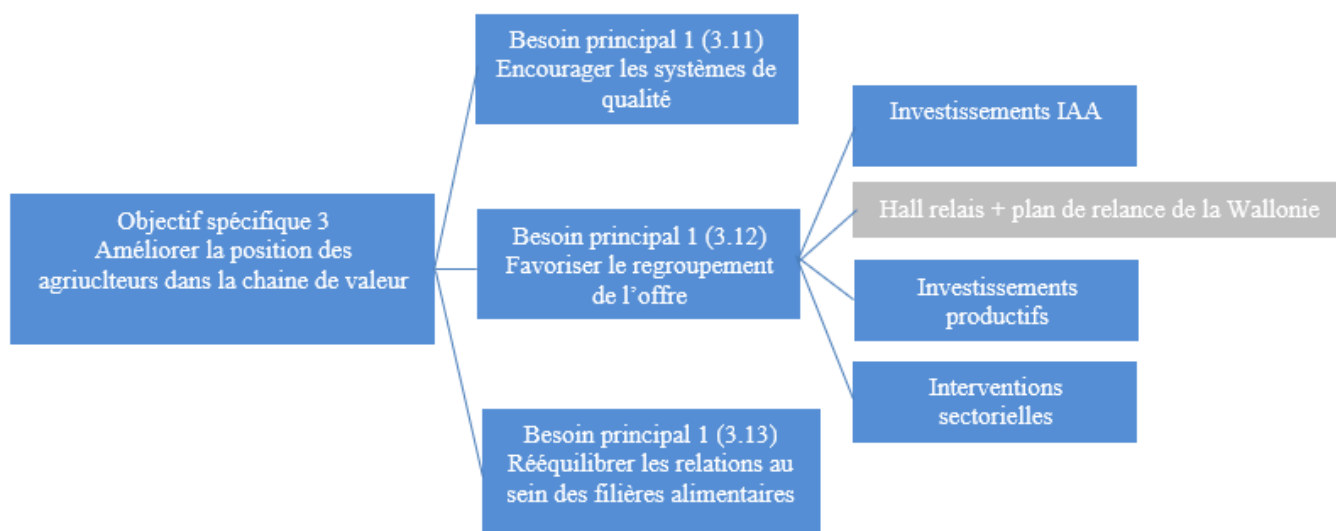 Objectif spécifique 3
Améliorer la position des
agriuclteurs dans la chaine de valeur
Besoin principal 1 (3.11)
Encourager les systèmes de
qualité
Besoin principal 1 (3.12)
Favoriser le regroupement
de l’offre
Besoin principal 1 (3.13)
Rééquilibrer les relations au
sein des filières alimentaires
Investissements IAA
Hall relais + plan de relance de la Wallonie
Investissements
productifs
Interventions
sectorielles